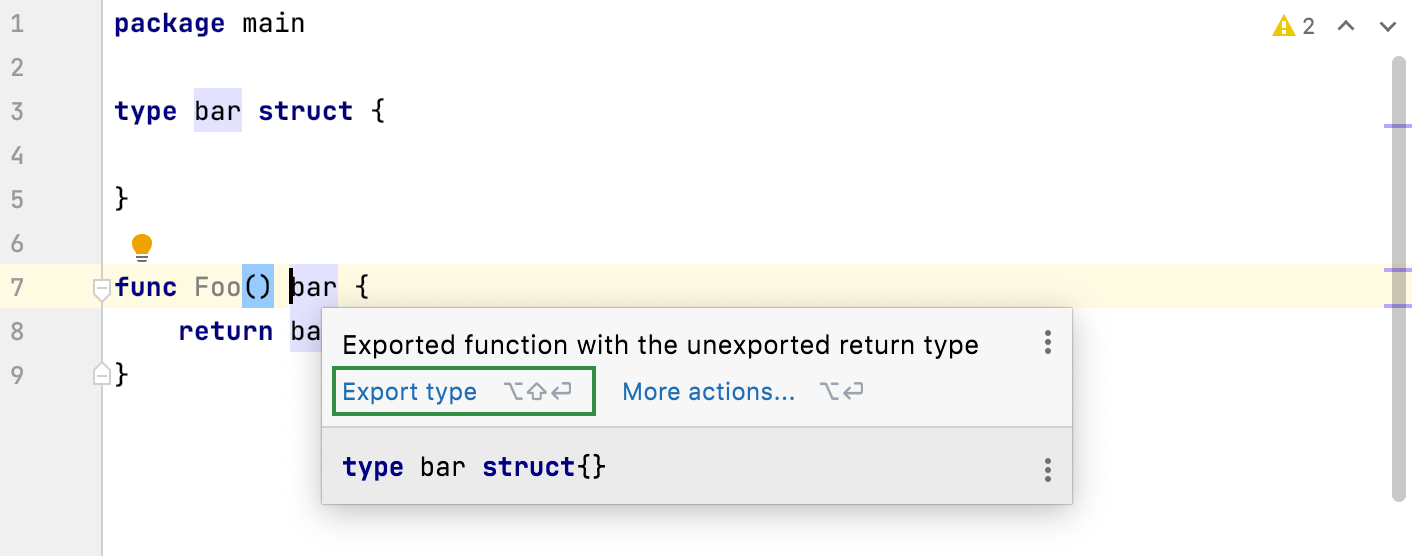 1 package main
2
3 type bar struct {
4
5 }
6
7 func Foo() bar {
8 return ba
9 }
2
Exported function with the unexported return type
Export type ⌥⇧↩ More actions... ⌥↩
type bar struct{}